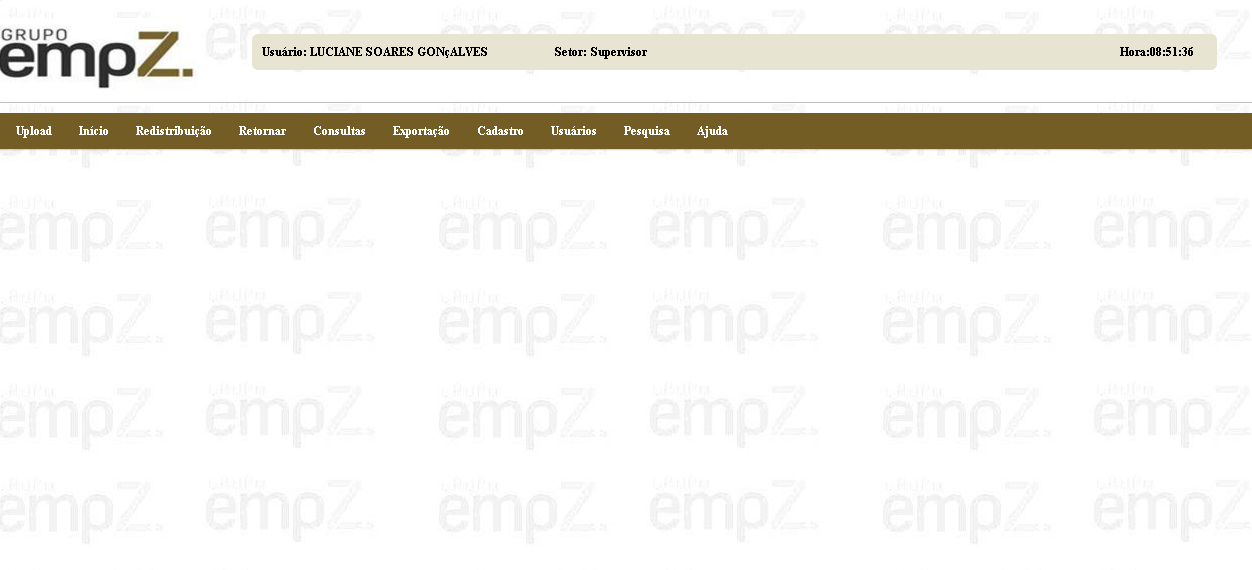 GRUPO
empZ.
Usuário: LUCIANE SOARES GONçALVES Setor: Supervisor Hora:08:51:36
Upload Início Redistribuição Retornar Consultas Exportação Cadastro Usuários Pesquisa Ajuda